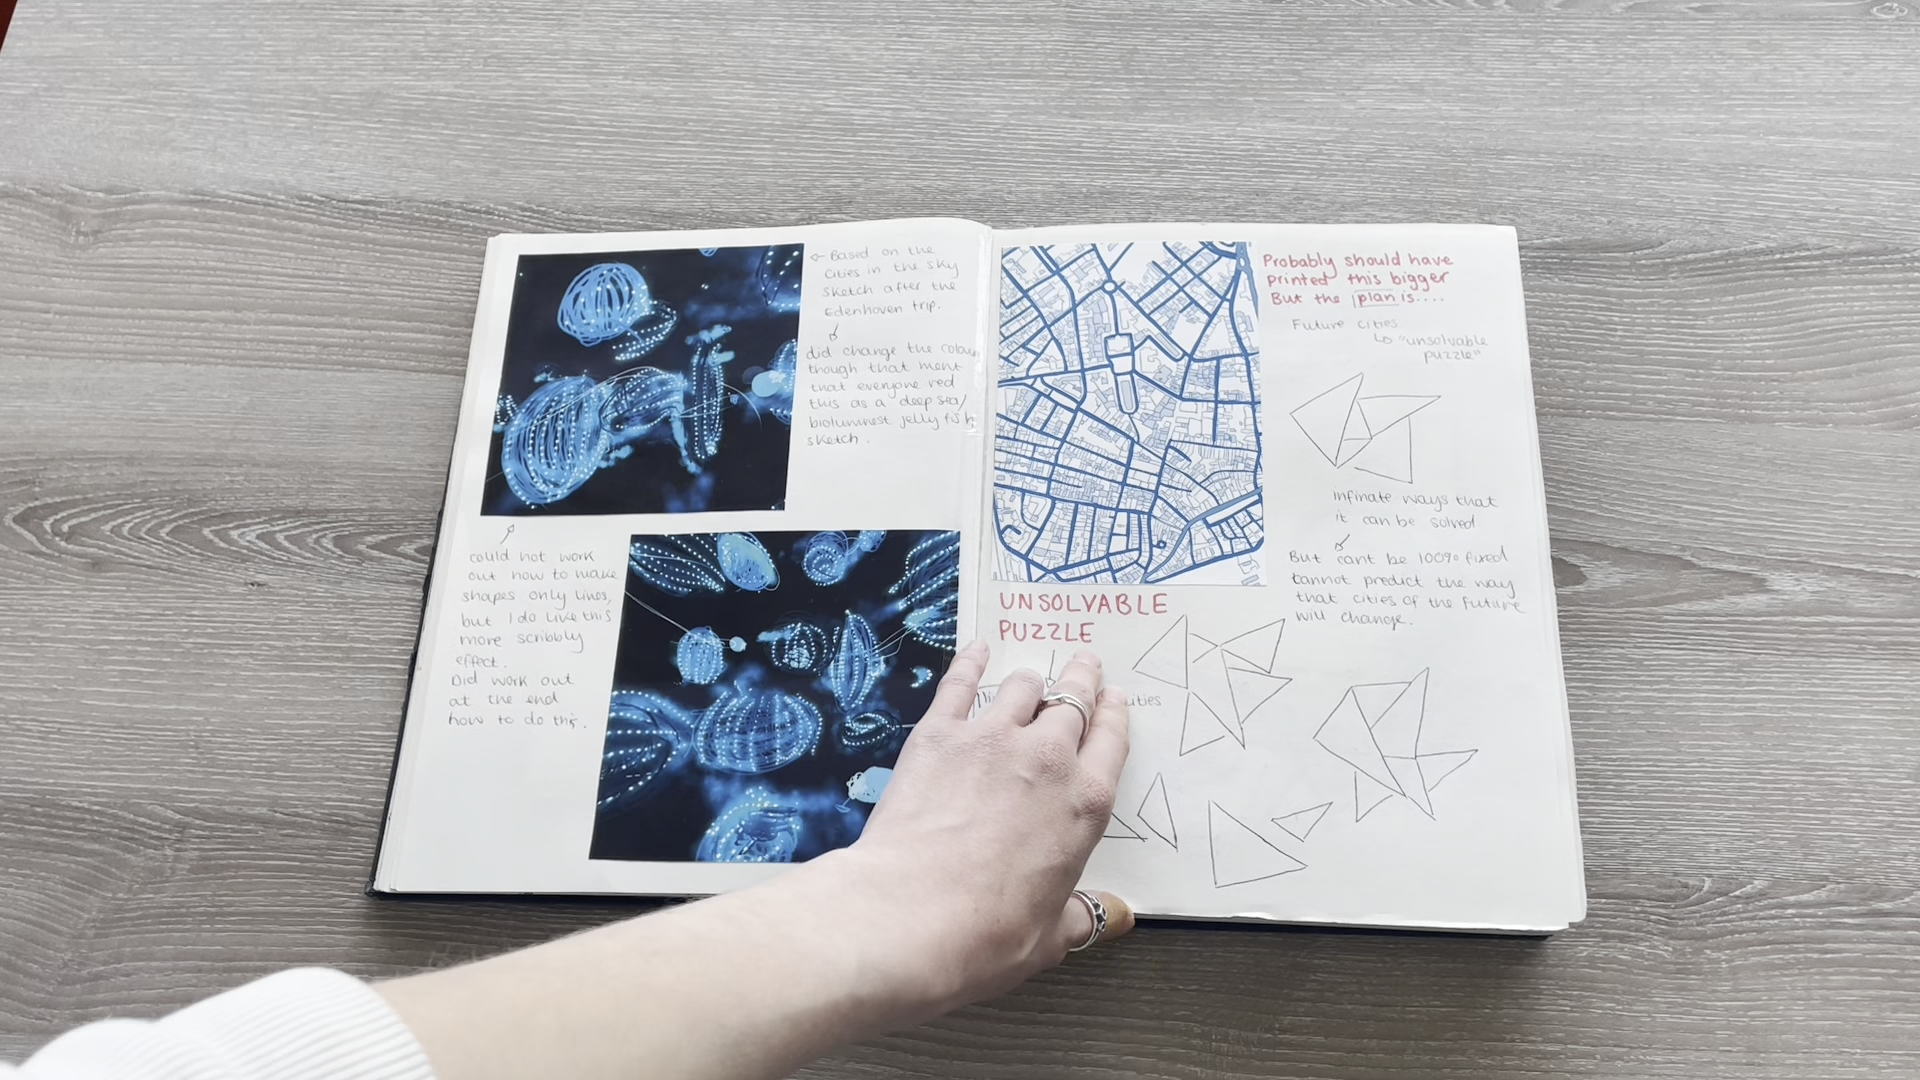 ← Based on the
cities in the sky
sketch after the
Edenhoven trip.
did change the colour
though that ment
that everyone red
this as a deep sea/
biolumnest jelly fish
sketch.
could not work
out how to make
shapes only lines,
but I do like this
more scribbly
effect.
Did work out
at the end
how to do this.
Probably should have
printed this bigger
But the plan is....
Future cities
↳ "unsolvable
puzzle"
infinate ways that
it can be solved
But can't be 100% fixed
cannot predict the way
that cities of the future
will change.
UNSOLVABLE
PUZZLE
cities